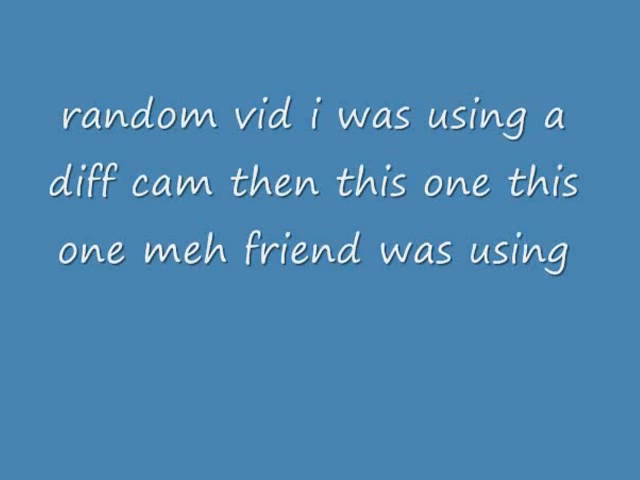 random vid i was using a
diff cam then this one this
one meh friend was using